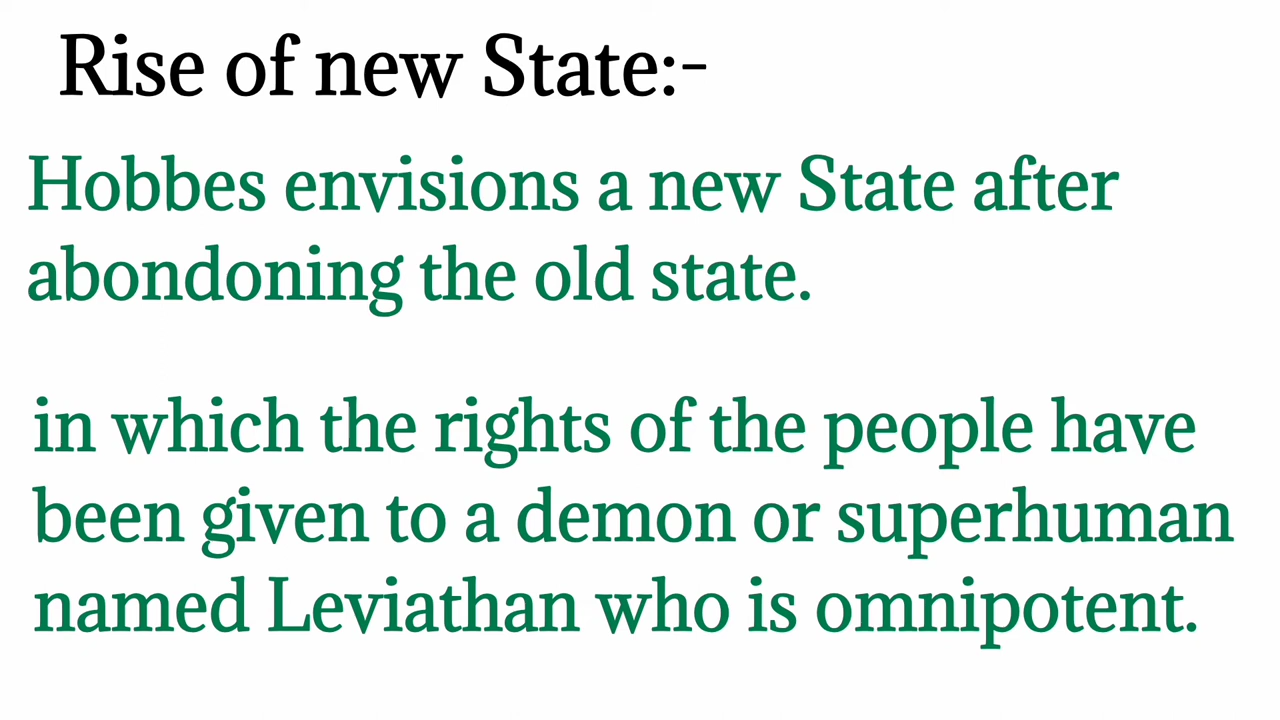 Rise of new State:-
Hobbes envisions a new State after
abondoning the old state.
in which the rights of the people have
been given to a demon or superhuman
named Leviathan who is omnipotent.